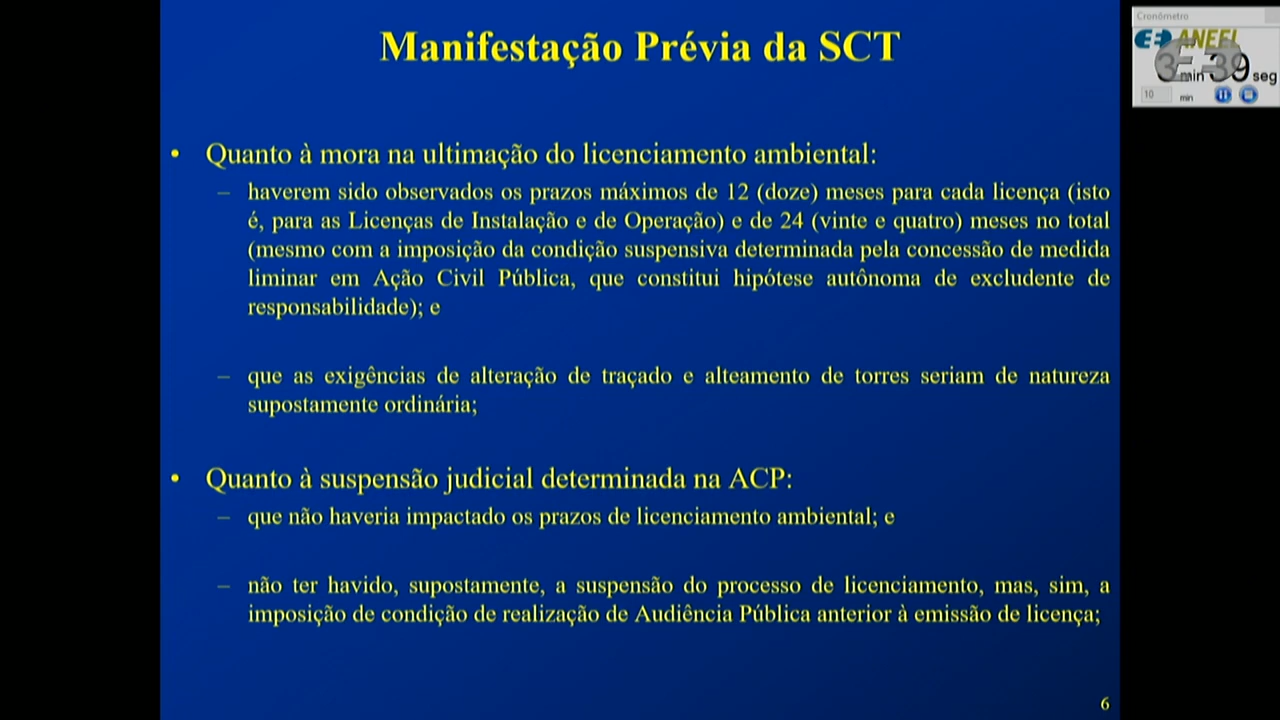 Manifestação Prévia da SCT
• Quanto à mora na ultimação do licenciamento ambiental:
– haverem sido observados os prazos máximos de 12 (doze) meses para cada licença (isto
é, para as Licenças de Instalação e de Operação) e de 24 (vinte e quatro) meses no total
(mesmo com a imposição da condição suspensiva determinada pela concessão de medida
liminar em Ação Civil Pública, que constitui hipótese autônoma de excludente de
responsabilidade); e
– que as exigências de alteração de traçado e alteamento de torres seriam de natureza
supostamente ordinária;
• Quanto à suspensão judicial determinada na ACP:
– que não haveria impactado os prazos de licenciamento ambiental; e
– não ter havido, supostamente, a suspensão do processo de licenciamento, mas, sim, a
imposição de condição de realização de Audiência Pública anterior à emissão de licença;
6
Cronómetro
ANEEL
min 39 seg
10 min